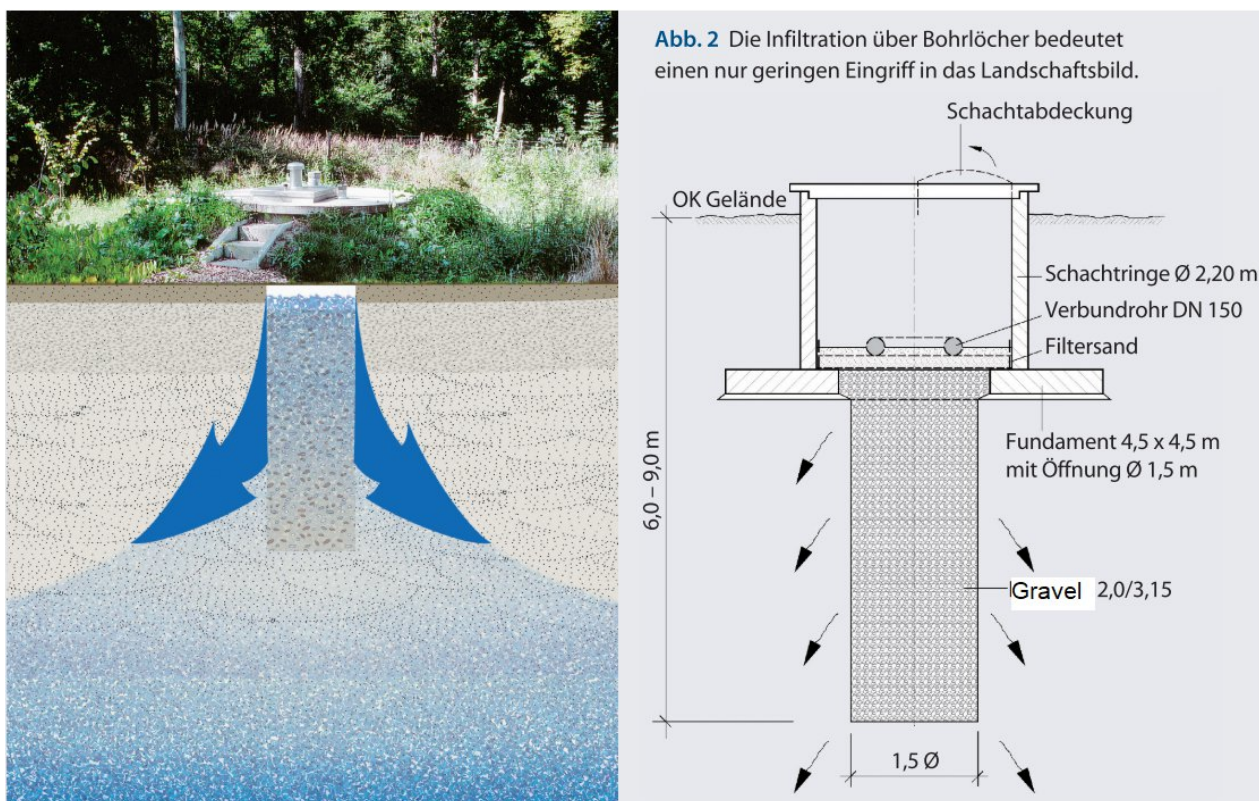 Abb. 2 Die Infiltration über Bohrlöcher bedeutet
einen nur geringen Eingriff in das Landschaftsbild.
Schachtabdeckung
OK Gelände
Schachtringe Ø 2,20 m
Verbundrohr DN 150
Filtersand
Fundament 4,5 x 4,5 m
mit Öffnung Ø 1,5 m
6,0 – 9,0 m
Gravel 2,0/3,15
1,5 Ø